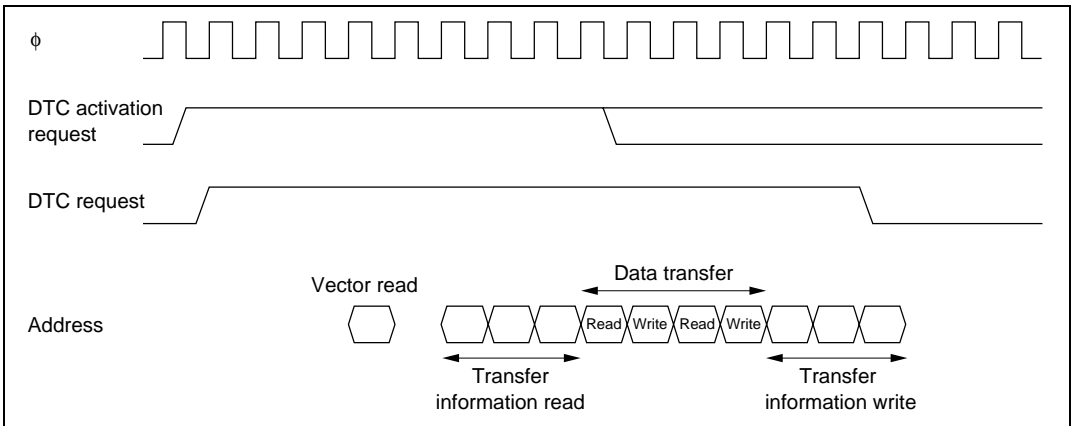 φ
DTC activation
request
DTC request
Vector read
Data transfer
Address
Read Write Read Write
Transfer
information read
Transfer
information write